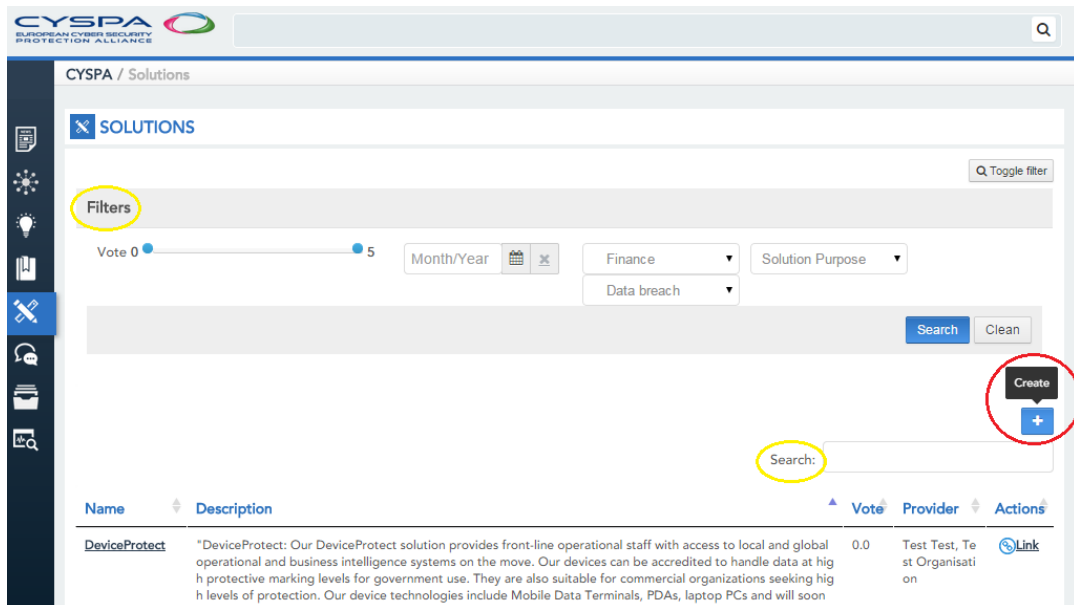 CYSPA
EUROPEAN CYBER SECURITY
PROTECTION ALLIANCE
CYSPA / Solutions
SOLUTIONS
Toggle filter
Filters
Vote 0 5
Month/Year
Finance
Solution Purpose
Data breach
Search Clean
Create
+
Search:
Name Description Vote Provider Actions
DeviceProtect "DeviceProtect: Our DeviceProtect solution provides front-line operational staff with access to local and global 0.0 Test Test, Te Link
operational and business intelligence systems on the move. Our devices can be accredited to handle data at hig st Organisati
h protective marking levels for government use. They are also suitable for commercial organizations seeking hig on
h levels of protection. Our device technologies include Mobile Data Terminals, PDAs, laptop PCs and will soon